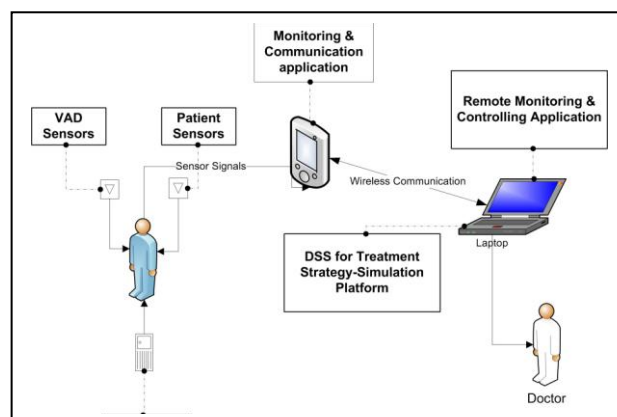 Monitoring &
Communication
application
VAD
Sensors
Patient
Sensors
Remote Monitoring &
Controlling Application
Sensor Signals
Wireless Communication
Laptop
DSS for Treatment
Strategy-Simulation
Platform
Doctor